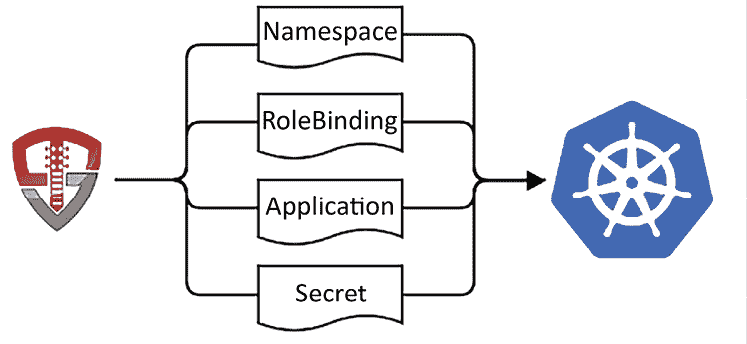 Namespace
RoleBinding
Application
Secret